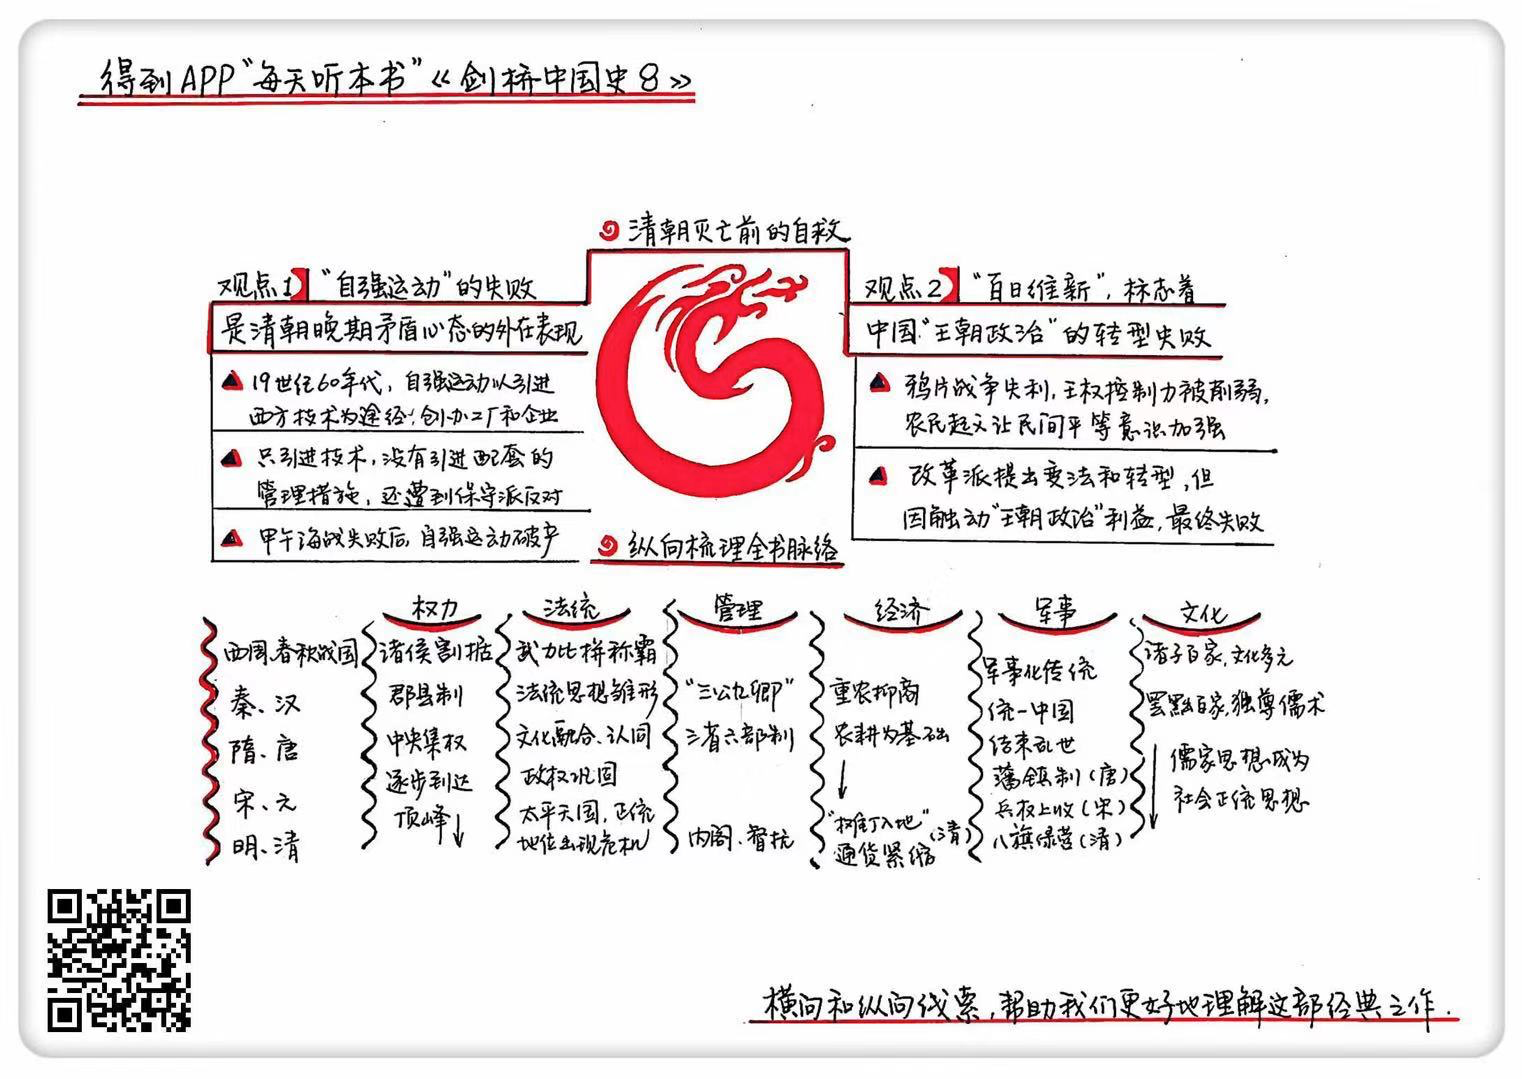 得到APP“每天听本书”《剑桥中国史8》
清朝灭亡前的自救
观点1 “自强运动”的失败
是清朝晚期矛盾心态的外在表现
19世纪60年代，自强运动以引进
西方技术为途经，创办工厂和企业
只引进技术，没有引进配套的
管理措施，还遭到保守派反对
甲午海战失败后，自强运动破产
观点2 “百日维新”，标志着
中国“王朝政治”的转型失败
鸦片战争失利，王权控制力被削弱，
农民起义让民间平等意识加强
改革派提出变法和转型，但
因触动“王朝政治”利益，最终失败
纵向梳理全书脉络
西周、春秋战国
秦、汉
隋、唐
宋、元
明、清
权力
诸侯割据
郡县制
中央集权
逐步到达
顶峰
法统
武力比拼称霸
法统思想雏形
文化融合、认同
政权巩固
太平天国，正统
地位出现危机
管理
“三公九卿”
三省六部制
内阁、督抚
经济
重农抑商
农耕为基础
“摊丁入地”
通货紧缩（清）
军事
军事化传统
统一中国
结束乱世
藩镇制（唐）
兵权上收（宋）
八旗绿营（清）
文化
诸子百家，文化多元
罢黜百家，独尊儒术
儒家思想成为
社会正统思想
横向和纵向线索，帮助我们更好地理解这部经典之作．